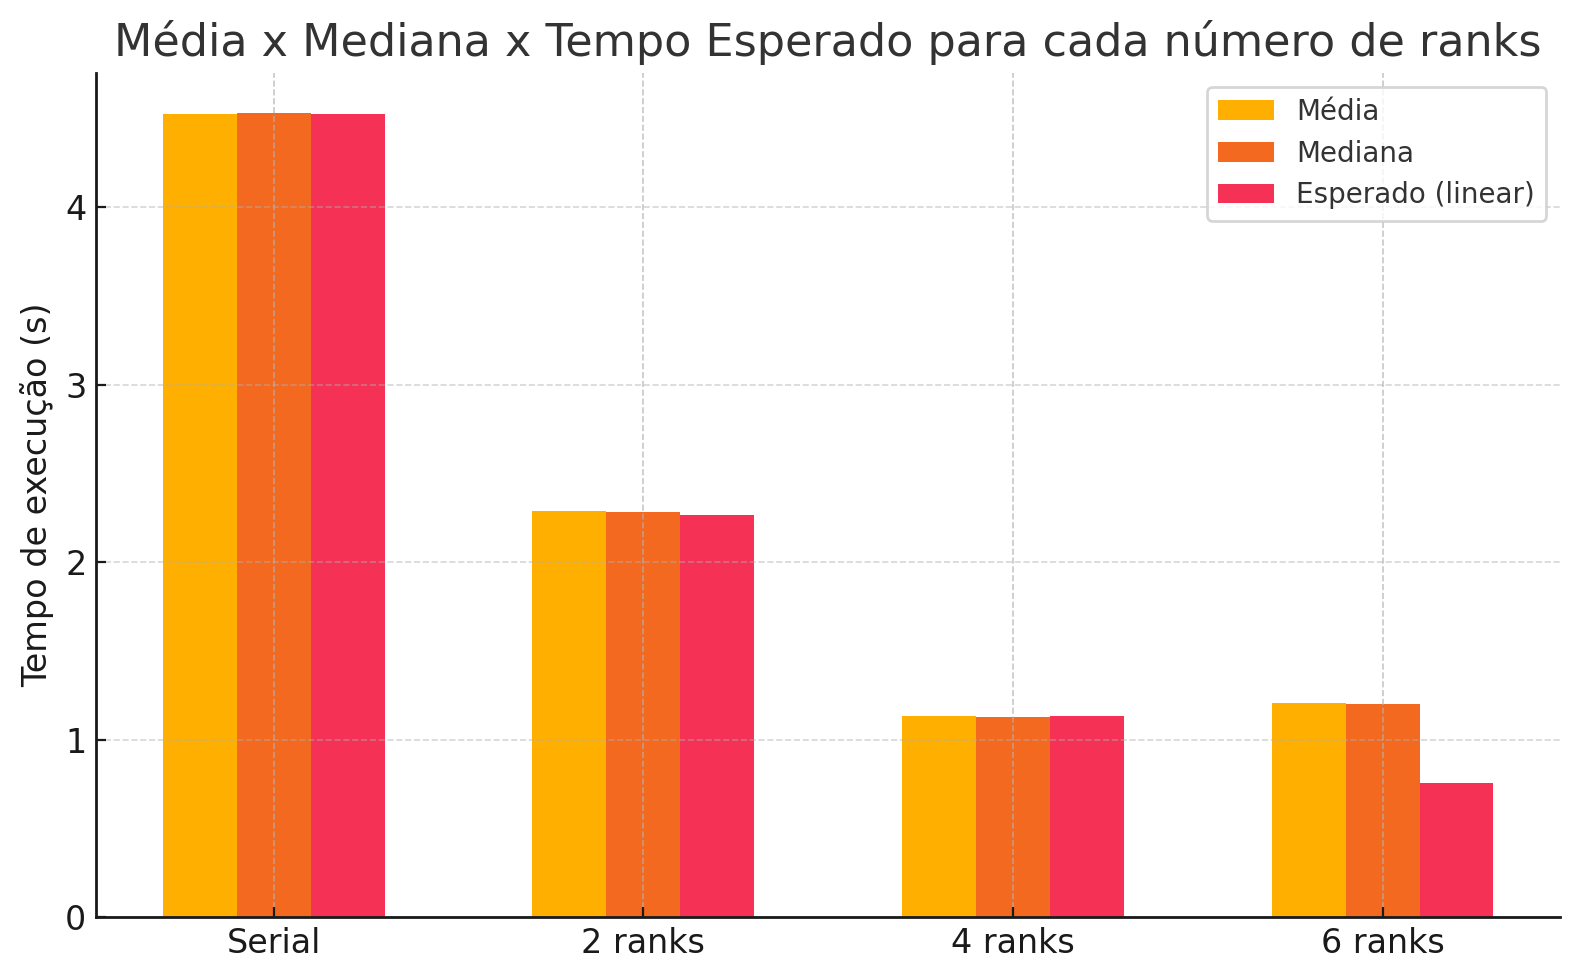 Média x Mediana x Tempo Esperado para cada número de ranks
Média
Mediana
Esperado (linear)
Tempo de execução (s)
4
3
2
1
0
Serial
2 ranks
4 ranks
6 ranks